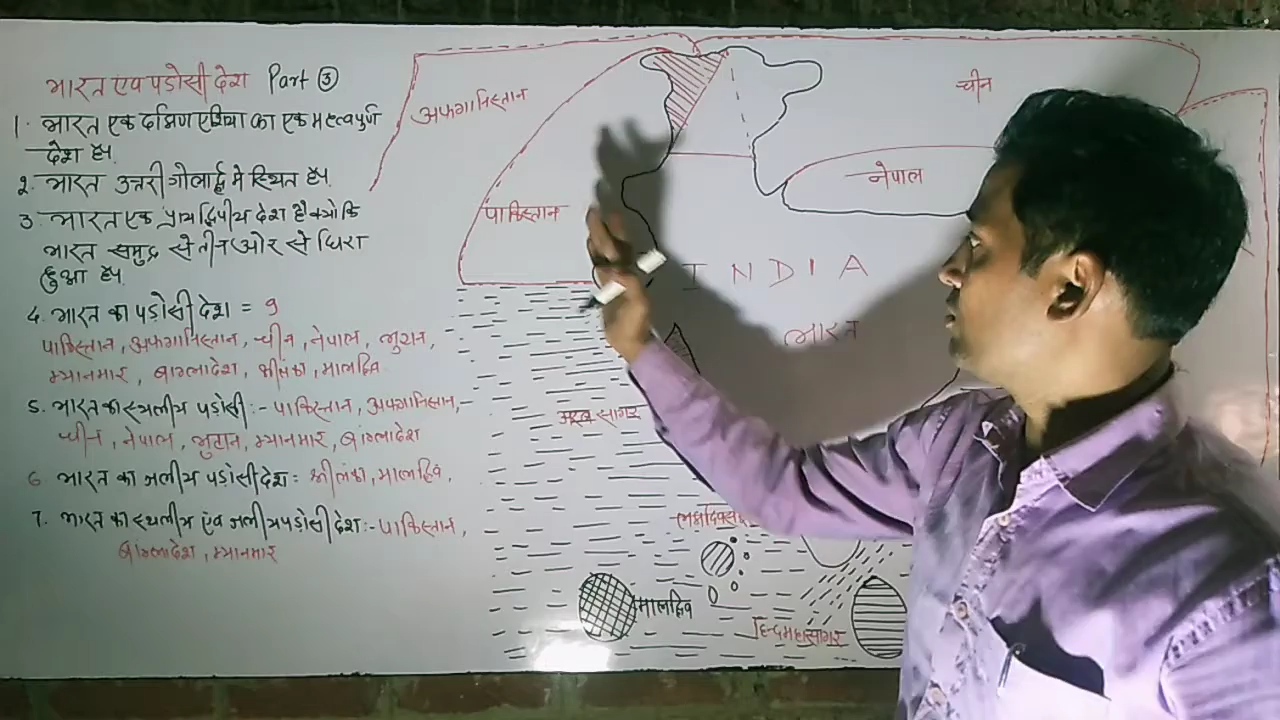 भारत एवं पडोसी देश Part ③
1. भारत एक दक्षिण एशिया का एक महत्वपूर्ण
देश है।
2. भारत उत्तरी गोलार्द्ध मे स्थित है।
3. भारत एक प्रायद्विपीय देश है क्योकि
भारत समुद्र से तीन ओर से घिरा
हुआ है।
4. भारत का पड़ोसी देश = 9
पाकिस्तान, अफगानिस्तान, चीन, नेपाल, भुटान,
म्यानमार, बांग्लादेश, श्रीलंका, मालद्विव
5. भारत का स्थलीय पड़ोसी:- पाकिस्तान, अफगानिस्तान,-
चीन, नेपाल, भुटान, म्यानमार, बांग्लादेश
6 भारत का जलीय पड़ोसी देश = श्रीलंका, मालद्विव,
7. भारत का स्थलीय एंव जलीय पड़ोसी देश:- पाकिस्तान,
बांग्लादेश, म्यानमार
अफगानिस्तान
चीन
नेपाल
पाकिस्तान
INDIA
भारत
अरब सागर
मालद्विव
हिन्दमहासागर